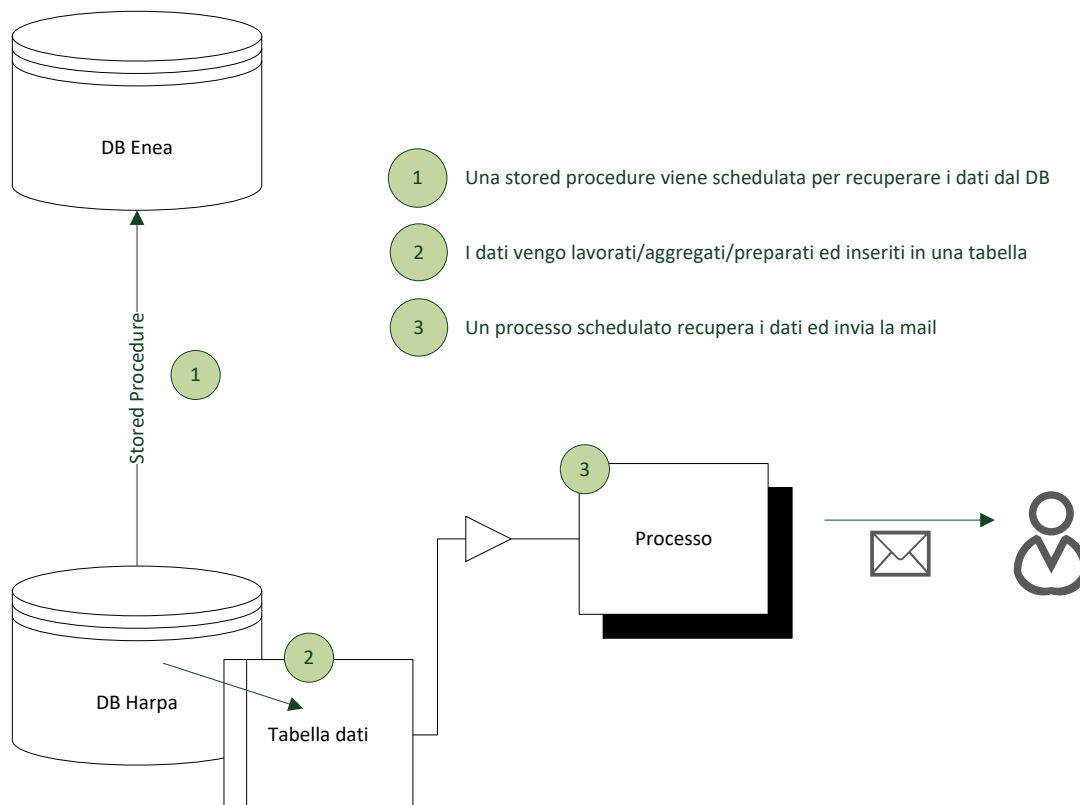 DB Enea
1 Una stored procedure viene schedulata per recuperare i dati dal DB
2 I dati vengo lavorati/aggregati/preparati ed inseriti in una tabella
3 Un processo schedulato recupera i dati ed invia la mail
Stored Procedure
1
3
Processo
2
DB Harpa
Tabella dati